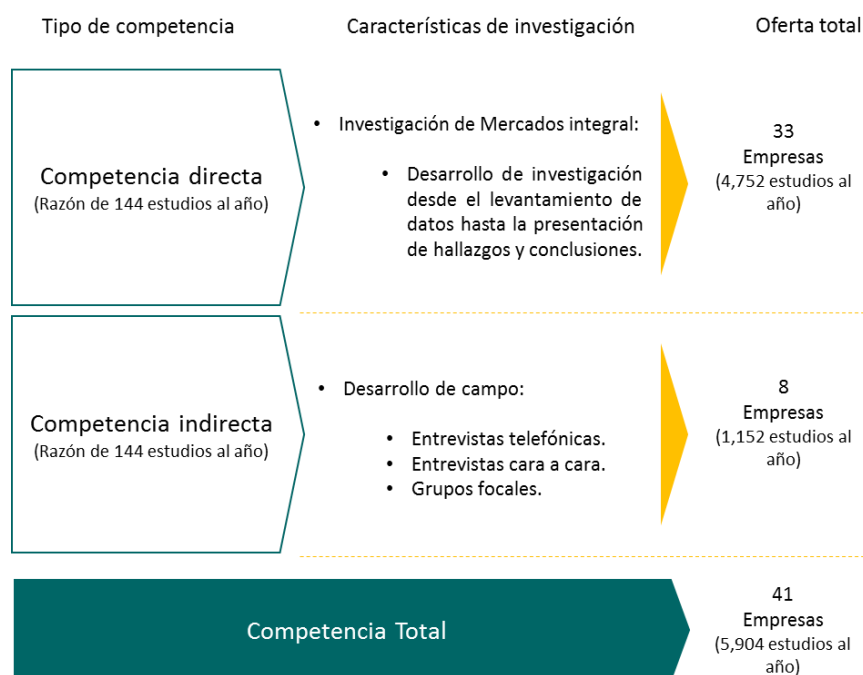 Tipo de competencia
Características de investigación
Oferta total
Competencia directa
(Razón de 144 estudios al año)
• Investigación de Mercados integral:
• Desarrollo de investigación
desde el levantamiento de
datos hasta la presentación
de hallazgos y conclusiones.
33
Empresas
(4,752 estudios al
año)
Competencia indirecta
(Razón de 144 estudios al año)
• Desarrollo de campo:
• Entrevistas telefónicas.
• Entrevistas cara a cara.
• Grupos focales.
8
Empresas
(1,152 estudios al
año)
Competencia Total
41
Empresas
(5,904 estudios al
año)